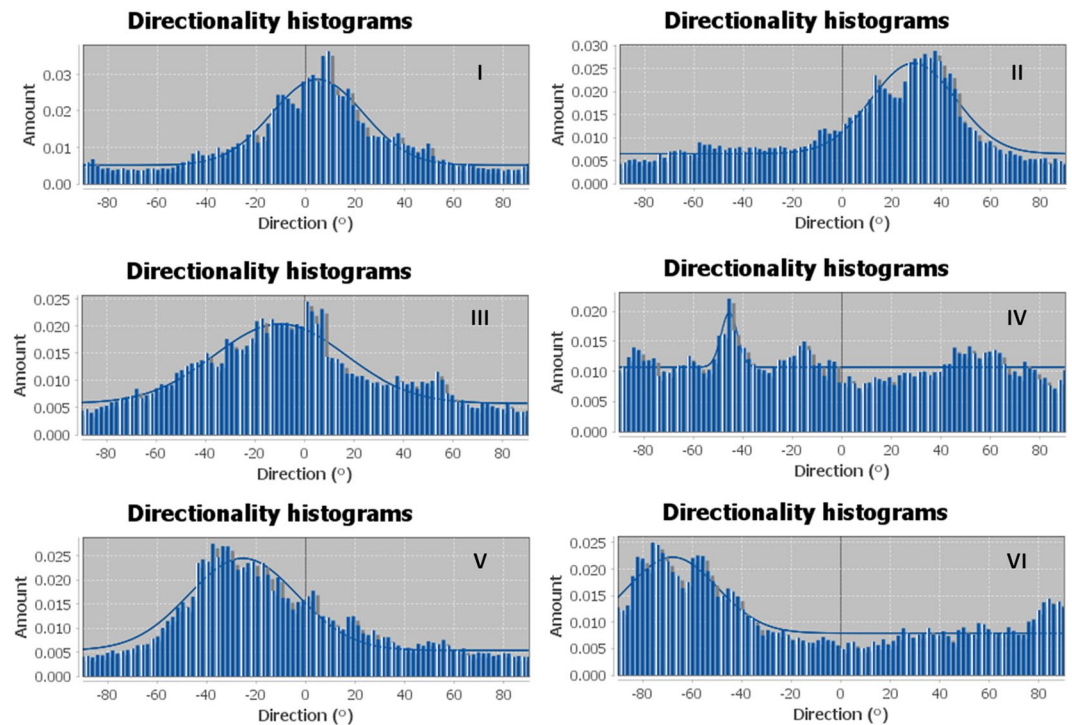 Directionality histograms
I
0.03
0.02
0.01
0.00
Amount
-80 -60 -40 -20 0 20 40 60 80
Direction (°)
Directionality histograms
II
0.030
0.025
0.020
0.015
0.010
0.005
0.000
Amount
-80 -60 -40 -20 0 20 40 60 80
Direction (°)
Directionality histograms
III
0.025
0.020
0.015
0.010
0.005
0.000
Amount
-80 -60 -40 -20 0 20 40 60 80
Direction (°)
Directionality histograms
IV
0.020
0.015
0.010
0.005
0.000
Amount
-80 -60 -40 -20 0 20 40 60 80
Direction (°)
Directionality histograms
V
0.025
0.020
0.015
0.010
0.005
0.000
Amount
-80 -60 -40 -20 0 20 40 60 80
Direction (°)
Directionality histograms
VI
0.025
0.020
0.015
0.010
0.005
0.000
Amount
-80 -60 -40 -20 0 20 40 60 80
Direction (°)